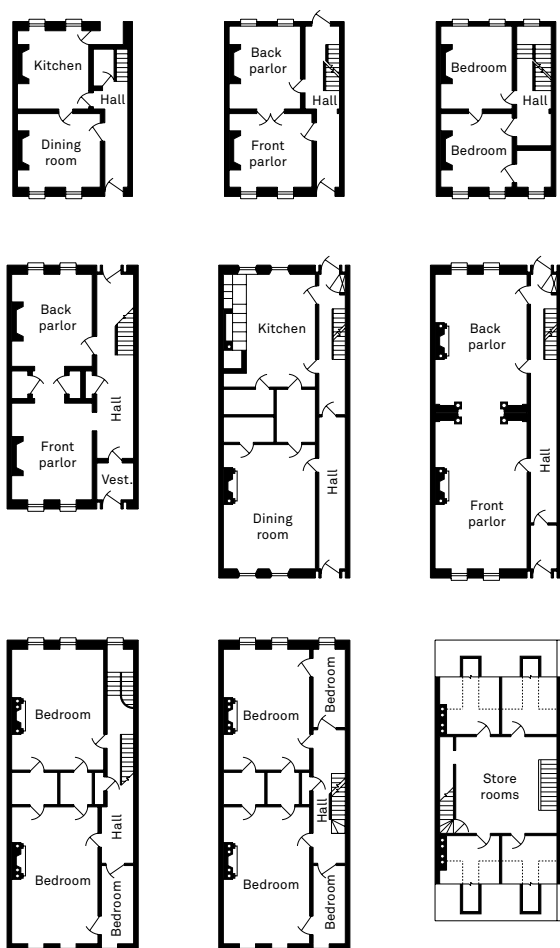 Kitchen
Hall
Dining
room
Back
parlor
Hall
Front
parlor
Bedroom
Hall
Bedroom
Back
parlor
Hall
Front
parlor
Vest.
Kitchen
Hall
Dining
room
Back
parlor
Hall
Front
parlor
Bedroom
Hall
Bedroom
Bedroom
Bedroom
Bedroom
Hall
Bedroom
Bedroom
Store
rooms